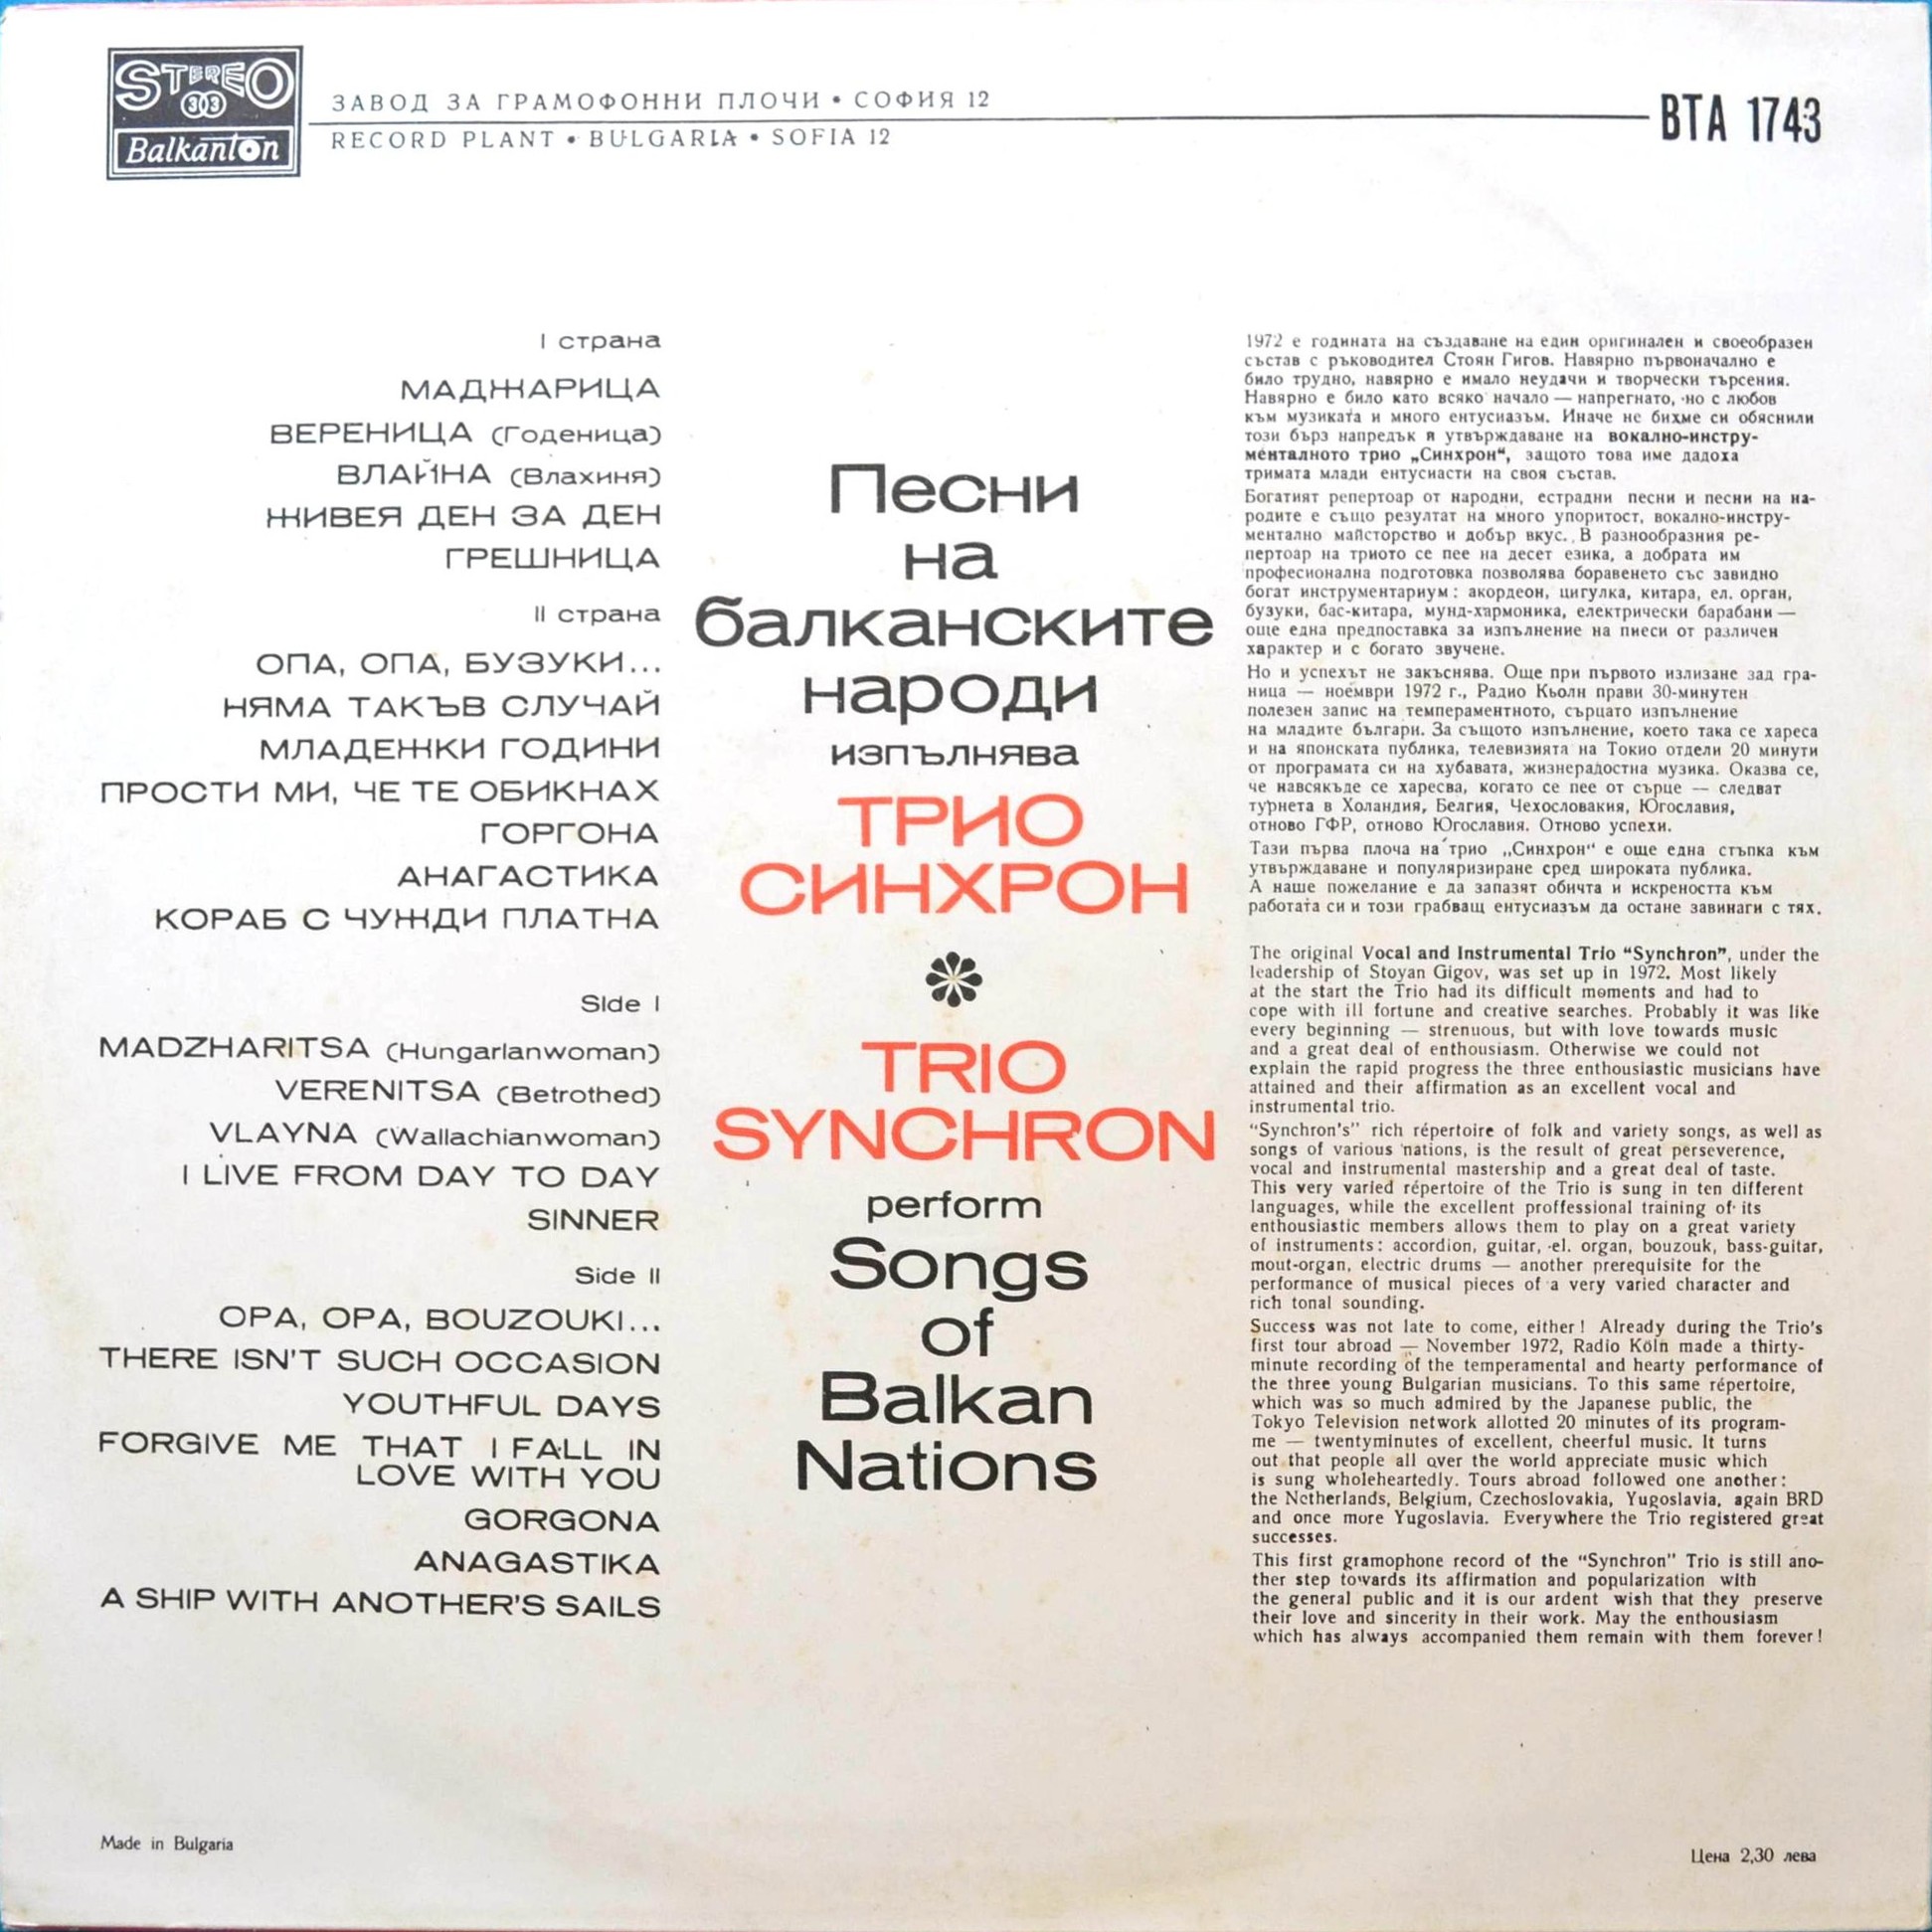 STEREO
33
Balkanton
ЗАВОД ЗА ГРАМОФОННИ ПЛОЧИ • СОФИЯ 12
RECORD PLANT • BULGARIA • SOFIA 12
ВТА 1743
I страна
МАДЖАРИЦА
ВЕРЕНИЦА (Годеница)
ВЛАЙНА (Влахиня)
ЖИВЕЯ ДЕН ЗА ДЕН
ГРЕШНИЦА
II страна
ОПА, ОПА, БУЗУКИ...
НЯМА ТАКЪВ СЛУЧАЙ
МЛАДЕЖКИ ГОДИНИ
ПРОСТИ МИ, ЧЕ ТЕ ОБИКНАХ
ГОРГОНА
АНАГАСТИКА
КОРАБ С ЧУЖДИ ПЛАТНА
Side I
MADZHARITSA (Hungarianwoman)
VERENITSA (Betrothed)
VLAYNA (Wallachianwoman)
I LIVE FROM DAY TO DAY
SINNER
Side II
OPA, OPA, BOUZOUKI...
THERE ISN'T SUCH OCCASION
YOUTHFUL DAYS
FORGIVE ME THAT I FALL IN
LOVE WITH YOU
GORGONA
ANAGASTIKA
A SHIP WITH ANOTHER'S SAILS
Песни
на
балканските
народи
изпълнява
ТРИО
СИНХРОН
TRIO
SYNCHRON
perform
Songs
of
Balkan
Nations
1972 е годината на създаване на един оригинален и своеобразен
състав с ръководител Стоян Гигов. Навярно първоначално е
било трудно, навярно е имало неудачи и творчески търсения.
Навярно е било като всяко начало — напрегнато, но с любов
към музиката и много ентусиазъм. Иначе не бихме си обяснили
този бърз напредък я утвърждаване на вокално-инстру-
менталното трио „Синхрон“, защото това име дадоха
тримата млади ентусиасти на своя състав.
Богатият репертоар от народни, естрадни песни и песни на на-
родите е също резултат на много упоритост, вокално-инстру-
ментално майсторство и добър вкус. В разнообразния ре-
пертоар на триото се пее на десет езика, а добрата им
професионална подготовка позволява боравенето със завидно
богат инструментариум: акордеон, цигулка, китара, ел. орган,
бузуки, бас-китара, мунд-хармоника, електрически барабани —
още една предпоставка за изпълнение на пиеси от различен
характер и с богато звучене.
Но и успехът не закъснява. Още при първото излизане зад гра-
ница — ноември 1972 г., Радио Кьолн прави 30-минутен
полезен запис на темпераментното, сърцато изпълнение
на младите българи. За същото изпълнение, което така се хареса
и на японската публика, телевизията на Токио отдели 20 минути
от програмата си на хубавата, жизнерадостна музика. Оказва се,
че навсякъде се харесва, когато се пее от сърце — следват
турнета в Холандия, Белгия, Чехословакия, Югославия,
отново ГФР, отново Югославия. Отново успехи.
Тази първа плоча на трио „Синхрон“ е още една стъпка към
утвърждаване и популяризиране сред широката публика.
А наше пожелание е да запазят обичта и искреността към
работата си и този грабващ ентусиазъм да остане завинаги с тях.
The original Vocal and Instrumental Trio “Synchron”, under the
leadership of Stoyan Gigov, was set up in 1972. Most likely
at the start the Trio had its difficult moments and had to
cope with ill fortune and creative searches. Probably it was like
every beginning — strenuous, but with love towards music
and a great deal of enthousiasm. Otherwise we could not
explain the rapid progress the three enthousiastic musicians have
attained and their affirmation as an excellent vocal and
instrumental trio.
“Synchron's” rich répertoire of folk and variety songs, as well as
songs of various nations, is the result of great perseverence,
vocal and instrumental mastership and a great deal of taste.
This very varied répertoire of the Trio is sung in ten different
languages, while the excellent proffessional training of its
enthousiastic members allows them to play on a great variety
of instruments: accordion, guitar, el. organ, bouzouk, bass-guitar,
mout-organ, electric drums — another prerequisite for the
performance of musical pieces of a very varied character and
rich tonal sounding.
Success was not late to come, either! Already during the Trio's
first tour abroad — November 1972, Radio Köln made a thirty-
minute recording of the temperamental and hearty performance of
the three young Bulgarian musicians. To this same répertoire,
which was so much admired by the Japanese public, the
Tokyo Television network allotted 20 minutes of its program-
me — twentyminutes of excellent, cheerful music. It turns
out that people all over the world appreciate music which
is sung wholeheartedly. Tours abroad followed one another:
the Netherlands, Belgium, Czechoslovakia, Yugoslavia, again BRD
and once more Yugoslavia. Everywhere the Trio registered great
successes.
This first gramophone record of the “Synchron” Trio is still ano-
ther step towards its affirmation and popularization with
the general public and it is our ardent wish that they preserve
their love and sincerity in their work. May the enthousiasm
which has always accompanied them remain with them forever!
Made in Bulgaria
Цена 2,30 лева